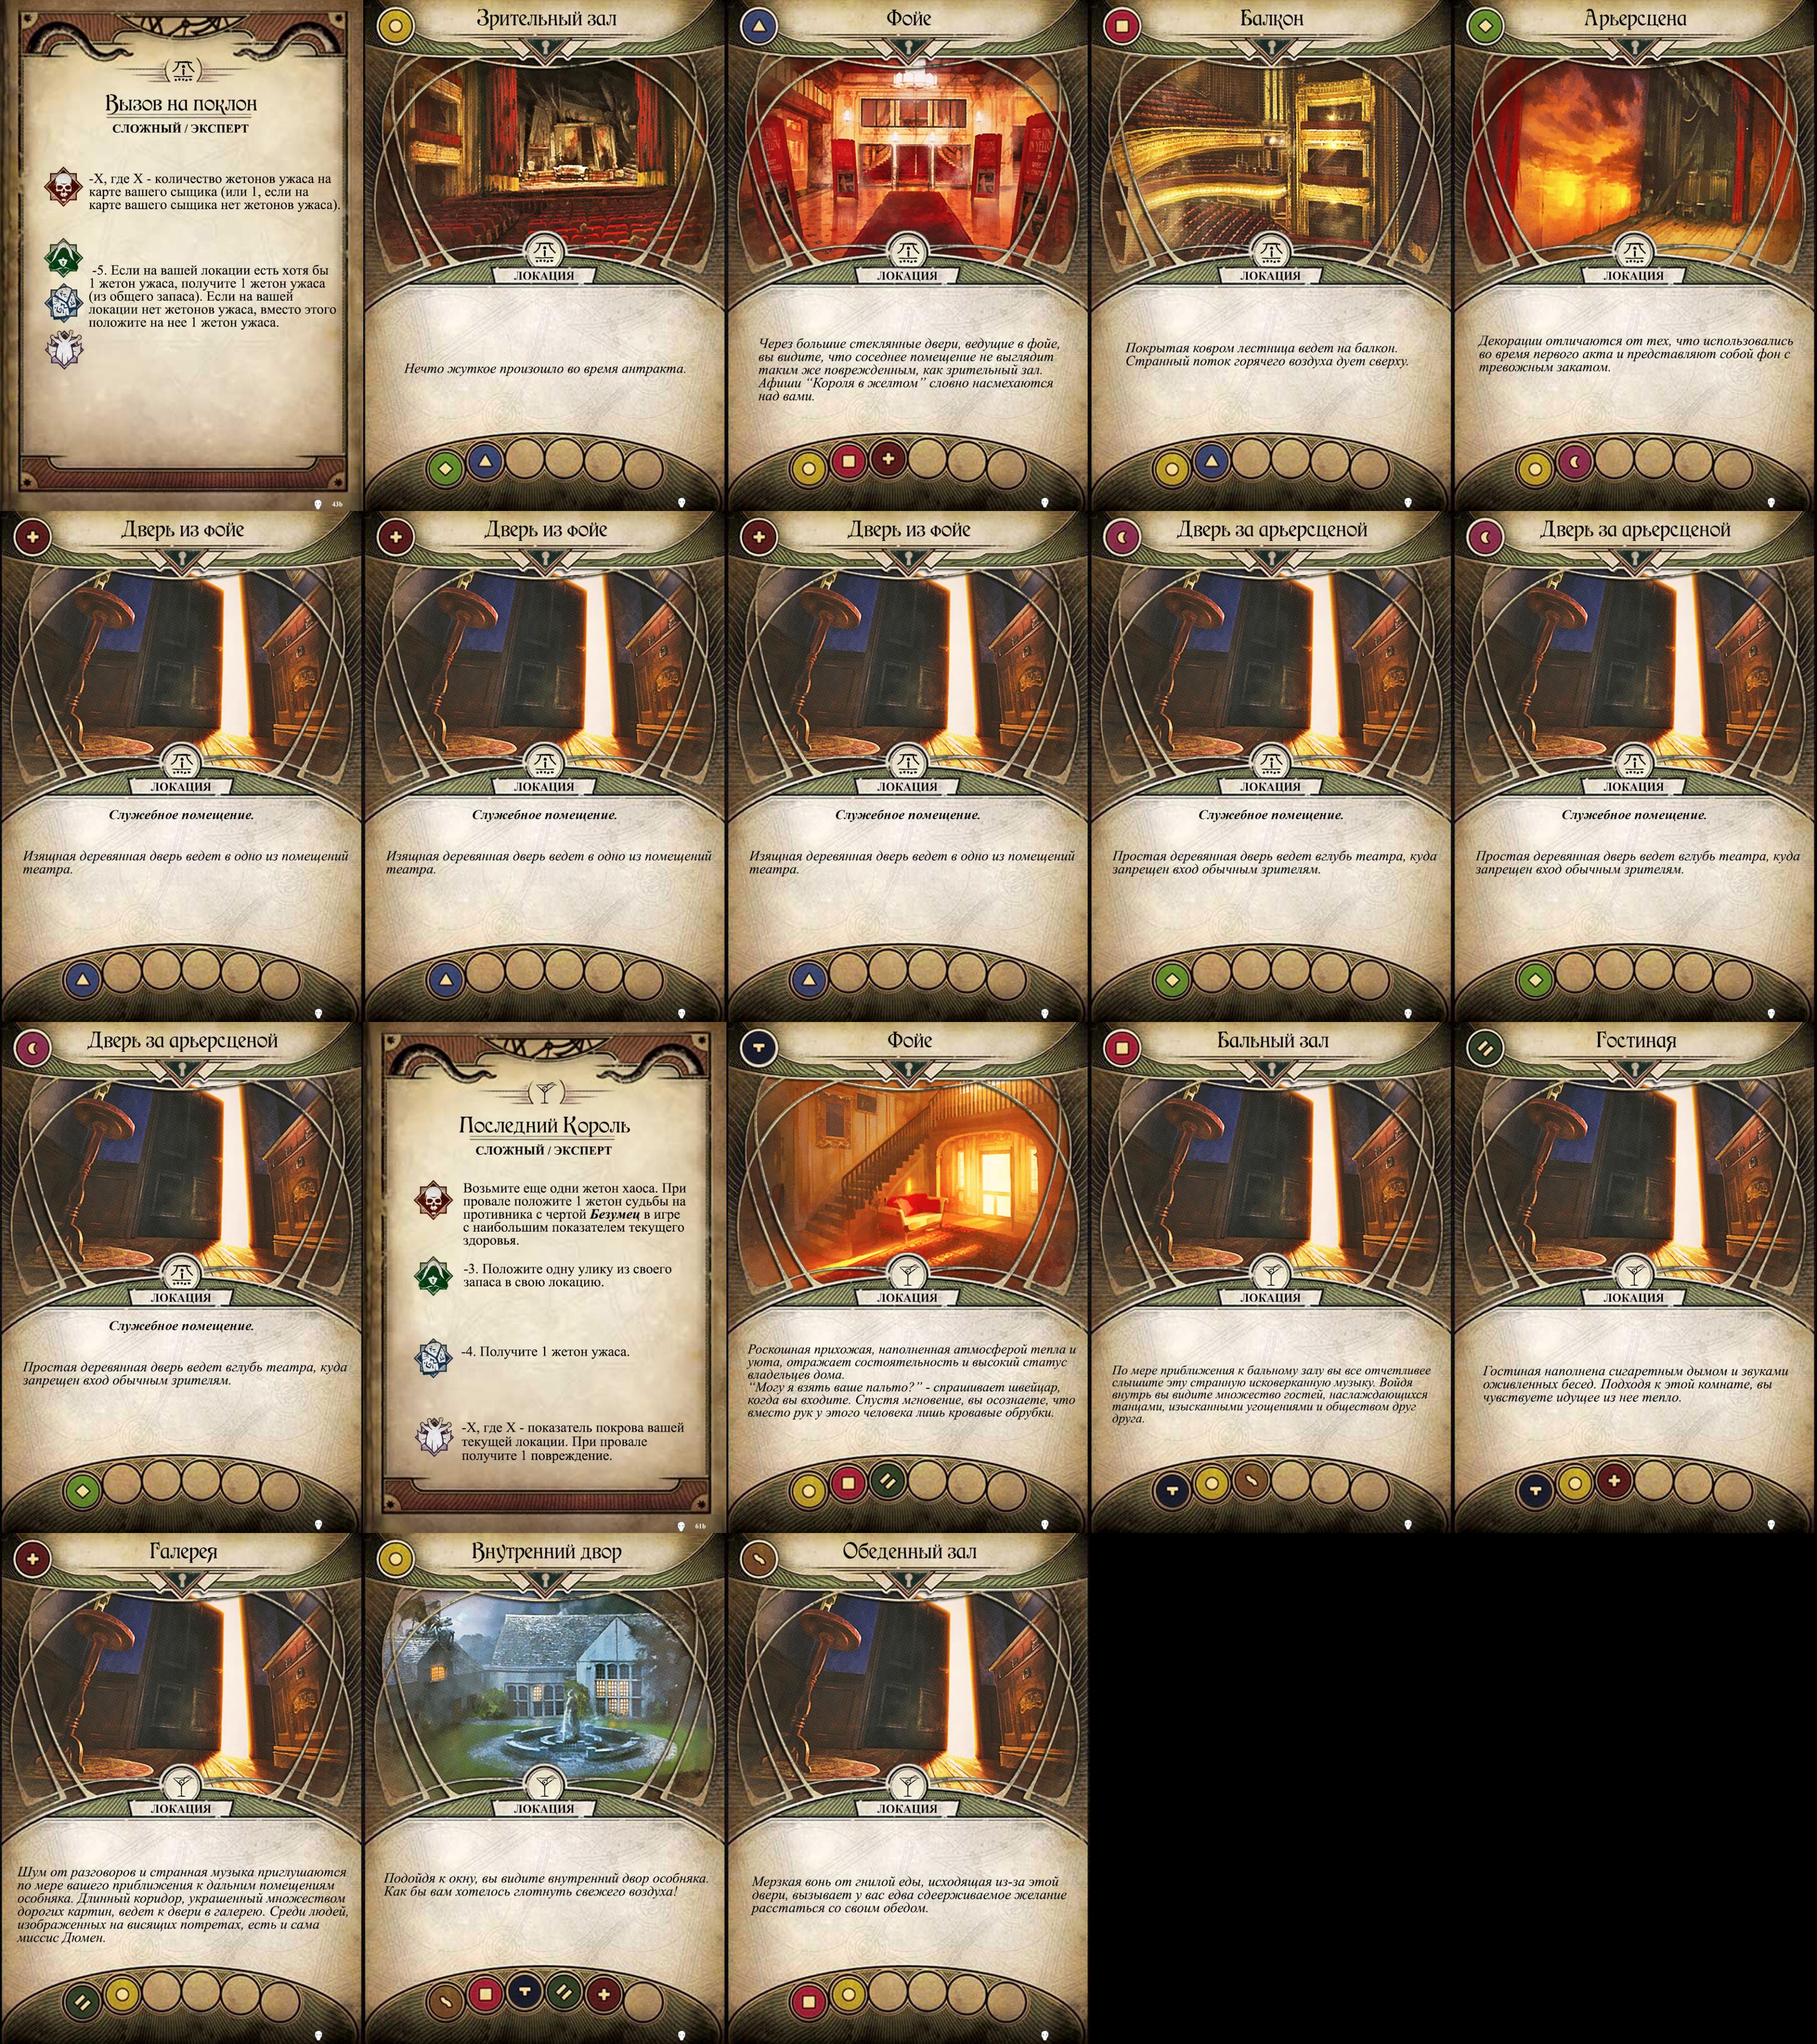 Вызов на поклон
СЛОЖНЫЙ / ЭКСПЕРТ
-X, где X - количество жетонов ужаса на
карте вашего сыщика (или 1, если на
карте вашего сыщика нет жетонов ужаса).
-5. Если на вашей локации есть хотя бы
1 жетон ужаса, получите 1 жетон ужаса
(из общего запаса). Если на вашей
локации нет жетонов ужаса, вместо этого
положите на нее 1 жетон ужаса.
43b
Зрительный зал
ЛОКАЦИЯ
Нечто жуткое произошло во время антракта.
Фойе
ЛОКАЦИЯ
Через большие стеклянные двери, ведущие в фойе,
вы видите, что соседнее помещение не выглядит
таким же поврежденным, как зрительный зал.
Афиши “Короля в желтом” словно насмехаются
над вами.
Балкон
ЛОКАЦИЯ
Покрытая ковром лестница ведет на балкон.
Странный поток горячего воздуха дует сверху.
Арьерсцена
ЛОКАЦИЯ
Декорации отличаются от тех, что использовались
во время первого акта и представляют собой фон с
тревожным закатом.
Дверь из фойе
ЛОКАЦИЯ
Служебное помещение.
Изящная деревянная дверь ведет в одно из помещений
театра.
Дверь из фойе
ЛОКАЦИЯ
Служебное помещение.
Изящная деревянная дверь ведет в одно из помещений
театра.
Дверь из фойе
ЛОКАЦИЯ
Служебное помещение.
Изящная деревянная дверь ведет в одно из помещений
театра.
Дверь за арьерсценой
ЛОКАЦИЯ
Служебное помещение.
Простая деревянная дверь ведет вглубь театра, куда
запрещен вход обычным зрителям.
Дверь за арьерсценой
ЛОКАЦИЯ
Служебное помещение.
Простая деревянная дверь ведет вглубь театра, куда
запрещен вход обычным зрителям.
Дверь за арьерсценой
ЛОКАЦИЯ
Служебное помещение.
Простая деревянная дверь ведет вглубь театра, куда
запрещен вход обычным зрителям.
Последний Король
СЛОЖНЫЙ / ЭКСПЕРТ
Возьмите еще одни жетон хаоса. При
провале положите 1 жетон судьбы на
противника с чертой Безумец в игре
с наибольшим показателем текущего
здоровья.
-3. Положите одну улику из своего
запаса в свою локацию.
-4. Получите 1 жетон ужаса.
-X, где X - показатель покрова вашей
текущей локации. При провале
получите 1 повреждение.
61b
Фойе
ЛОКАЦИЯ
Роскошная прихожая, наполненная атмосферой тепла и
уюта, отражает состоятельность и высокий статус
владельцев дома.
“Могу я взять ваше пальто?” - спрашивает швейцар,
когда вы входите. Спустя мгновение, вы осознаете, что
вместо рук у этого человека лишь кровавые обрубки.
Бальный зал
ЛОКАЦИЯ
По мере приближения к бальному залу вы все отчетливее
слышите эту странную исковерканную музыку. Войдя
внутрь вы видите множество гостей, наслаждающихся
танцами, изысканными угощениями и обществом друг
друга.
Гостиная
ЛОКАЦИЯ
Гостиная наполнена сигаретным дымом и звуками
оживленных бесед. Подходя к этой комнате, вы
чувствуете идущее из нее тепло.
Галерея
ЛОКАЦИЯ
Шум от разговоров и странная музыка приглушаются
по мере вашего приближения к дальним помещениям
особняка. Длинный коридор, украшенный множеством
дорогих картин, ведет к двери в галерею. Среди людей,
изображенных на висящих потретах, есть и сама
миссис Дюмен.
Внутренний двор
ЛОКАЦИЯ
Подойдя к окну, вы видите внутренний двор особняка.
Как бы вам хотелось глотнуть свежего воздуха!
Обеденный зал
ЛОКАЦИЯ
Мерзкая вонь от гнилой еды, исходящая из-за этой
двери, вызывает у вас едва сдеерживаемое желание
расстаться со своим обедом.